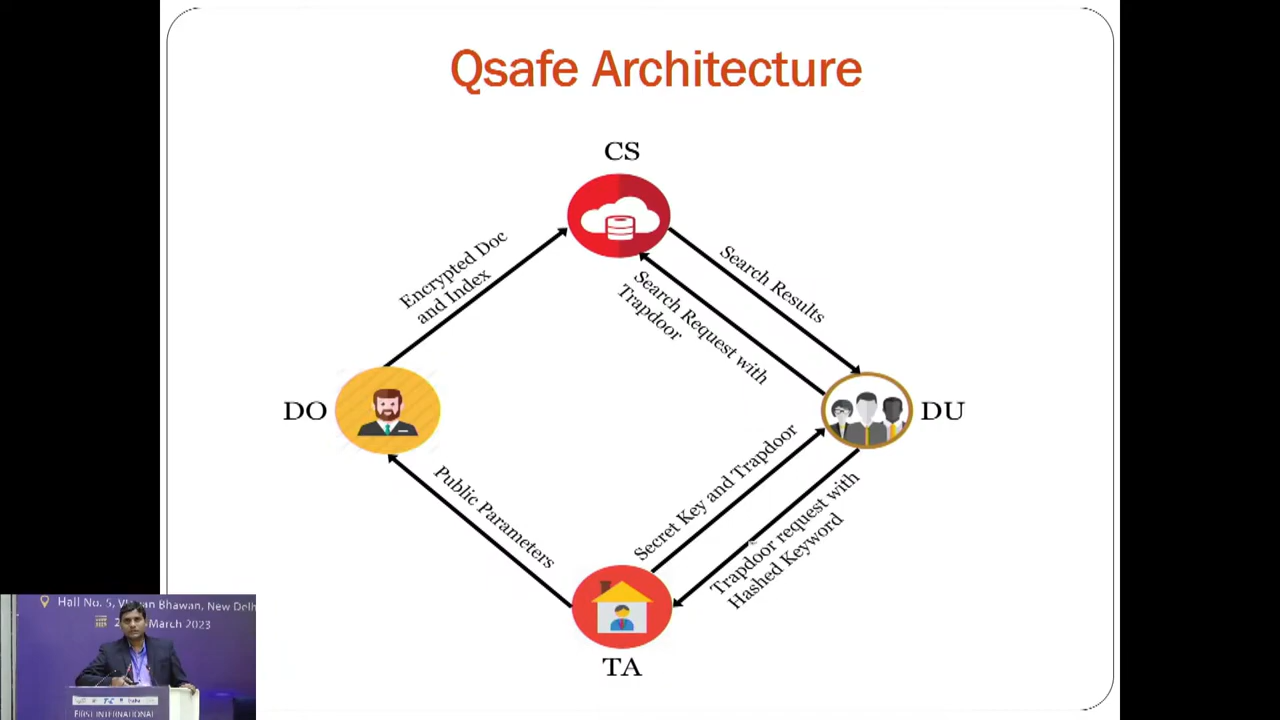 Qsafe Architecture
CS
Encrypted Doc
and Index
Search Results
Search Request with
Trapdoor
DO
DU
Public Parameters
Secret Key and Trapdoor
Trapdoor request with
Hashed Keyword
TA
Hall No. 5, Bhawan, New Delh
March 2023
FIRST INTERNATIONAL